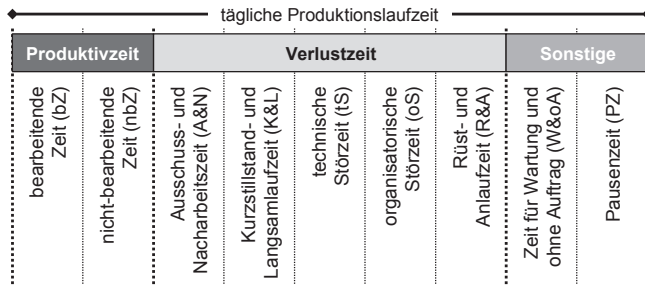 tägliche Produktionslaufzeit
Produktivzeit
Verlustzeit
Sonstige
bearbeitende
Zeit (bZ)
nicht-bearbeitende
Zeit (nbZ)
Ausschuss- und
Nacharbeitszeit (A&N)
Kurzstillstand- und
Langsamlaufzeit (K&L)
technische
Störzeit (tS)
organisatorische
Störzeit (oS)
Rüst- und
Anlaufzeit (R&A)
Zeit für Wartung und
ohne Auftrag (W&oA)
Pausenzeit (PZ)